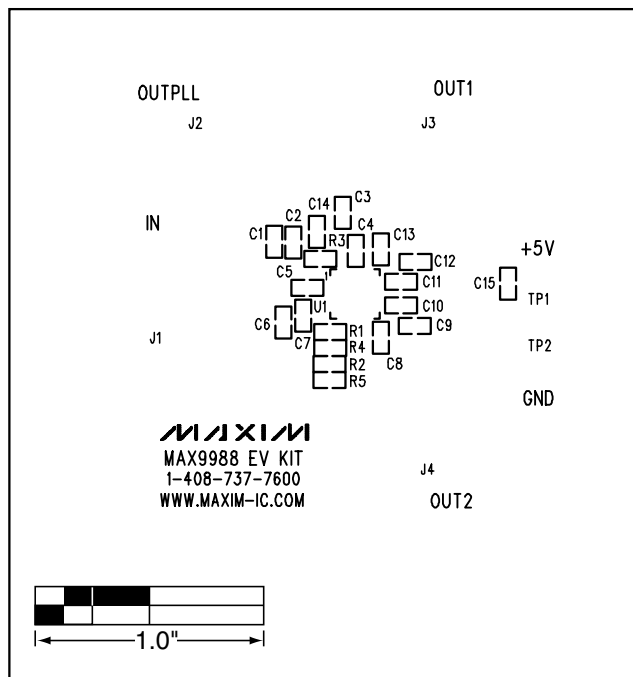 OUTPLL
OUT1
J2
J3
C3
C14
C2
C4
C1
C13
IN
R3
+5V
C12
C5
1
C11
C15
TP1
U1
C10
C6
C9
R1
C7
J1
R4
C8
TP2
R2
R5
GND
MAXIM
MAX9988 EV KIT
1-408-737-7600
WWW.MAXIM-IC.COM
J4
OUT2
1.0"